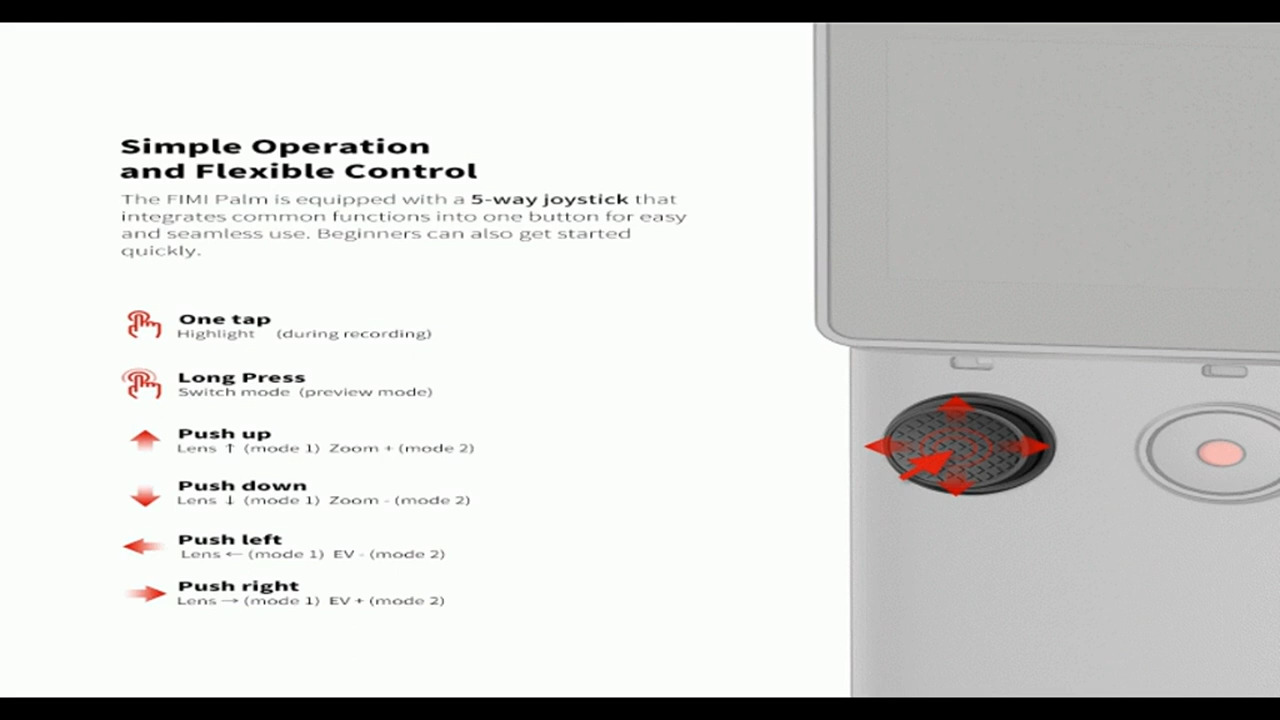 Simple Operation
and Flexible Control
The FIMI Palm is equipped with a 5-way joystick that
integrates common functions into one button for easy
and seamless use. Beginners can also get started
quickly.
One tap
Highlight (during recording)
Long Press
Switch mode (preview mode)
Push up
Lens ↑ (mode 1) Zoom + (mode 2)
Push down
Lens ↓ (mode 1) Zoom - (mode 2)
Push left
Lens ← (mode 1) EV - (mode 2)
Push right
Lens → (mode 1) EV + (mode 2)